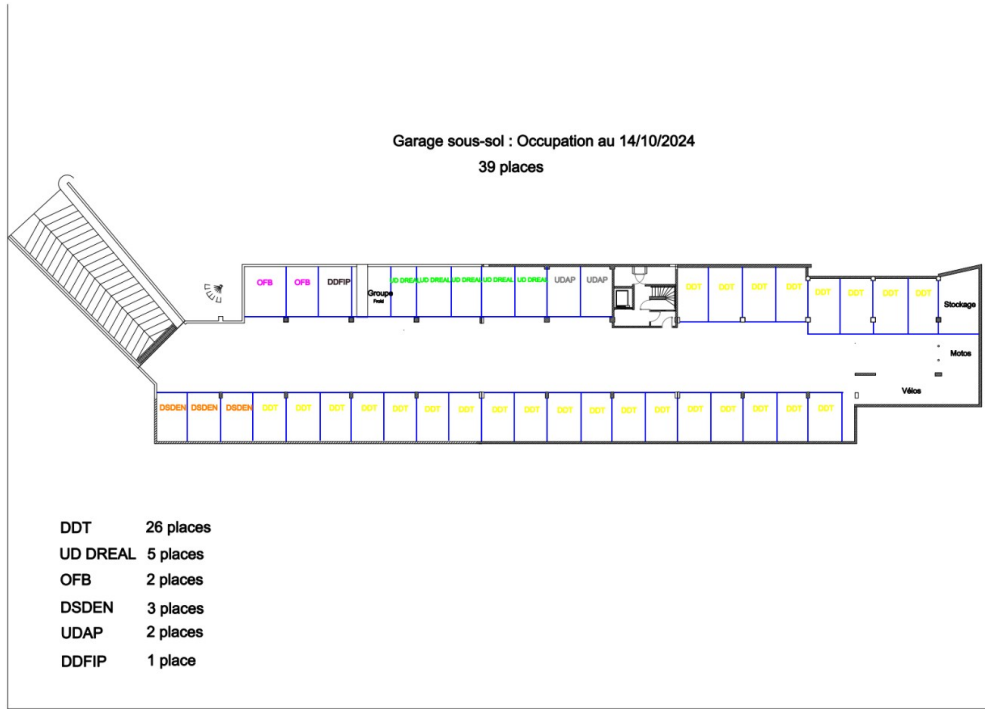 Garage sous-sol : Occupation au 14/10/2024
39 places
OFB OFB DDFIP Groupe Froid UD DREAL UD DREAL UD DREAL UD DREAL UD DREAL UDAP UDAP DDT DDT DDT DDT DDT DDT DDT DDT
Stockage
Motos
Vélos
DSDEN DSDEN DSDEN DDT DDT DDT DDT DDT DDT DDT DDT DDT DDT DDT DDT DDT DDT DDT DDT DDT DDT
DDT 26 places
UD DREAL 5 places
OFB 2 places
DSDEN 3 places
UDAP 2 places
DDFIP 1 place